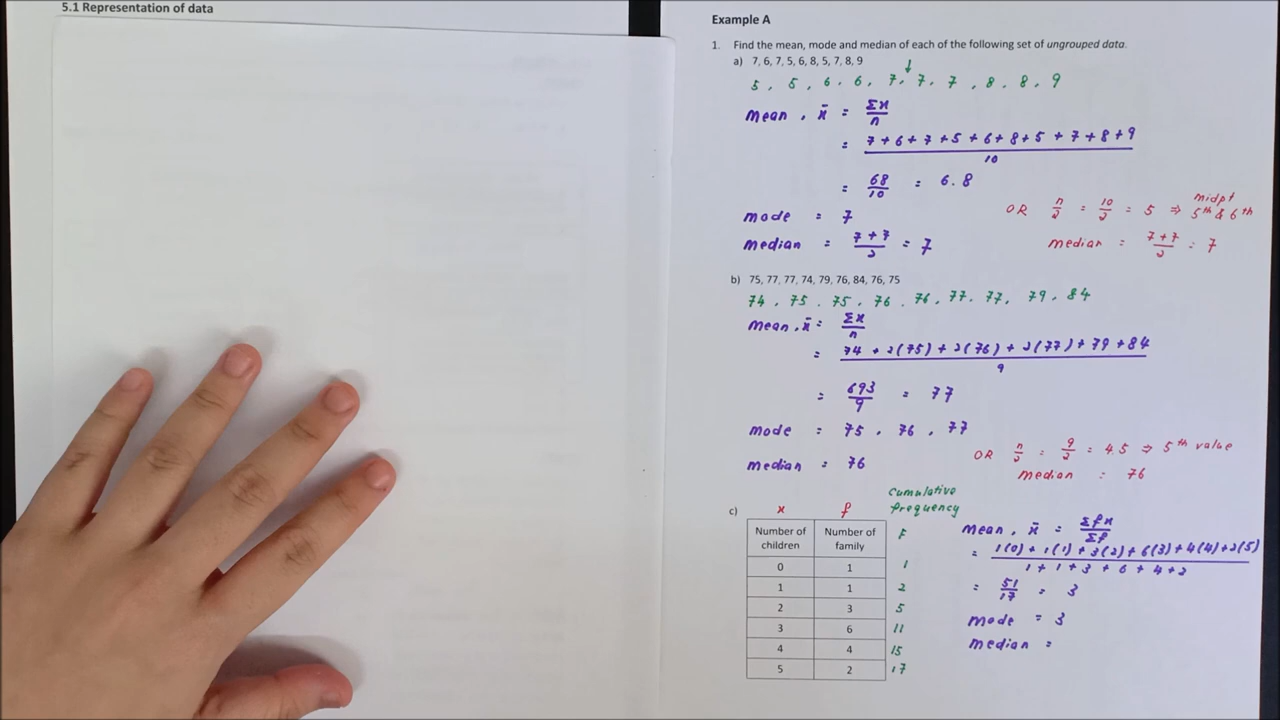 5.1 Representation of data
Example A
1. Find the mean, mode and median of each of the following set of ungrouped data.
a) 7, 6, 7, 5, 6, 8, 5, 7, 8, 9
5 , 5 , 6 , 6 , 7 , 7 , 7 , 8 , 8 , 9
mean , x̄ = Σx/n
= (7 + 6 + 7 + 5 + 6 + 8 + 5 + 7 + 8 + 9)/10
= 68/10 = 6.8
mode = 7
median = (7 + 7)/2 = 7
OR n/2 = 10/2 = 5 ⇒ midpt 5th & 6th
median = (7 + 7)/2 = 7
b) 75, 77, 77, 74, 79, 76, 84, 76, 75
74 , 75 , 75 , 76 , 76 , 77 , 77 , 79 , 84
mean , x̄ = Σx/n
= (74 + 2(75) + 2(76) + 2(77) + 79 + 84)/9
= 693/9 = 77
mode = 75 , 76 , 77
median = 76
OR n/2 = 9/2 = 4.5 ⇒ 5th value
median = 76
c)
x f Cumulative frequency
Number of children Number of family F
0 1 1
1 1 2
2 3 5
3 6 11
4 4 15
5 2 17
mean , x̄ = Σfx/Σf
= (1(0) + 1(1) + 3(2) + 6(3) + 4(4) + 2(5))/(1 + 1 + 3 + 6 + 4 + 2)
= 51/17 = 3
mode = 3
median =